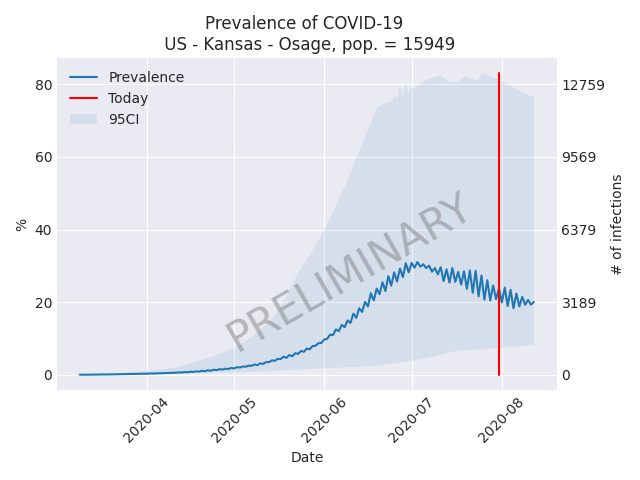 Prevalence of COVID-19
US - Kansas - Osage, pop. = 15949
Prevalence
Today
95CI
80
60
40
20
0
%
12759
9569
6379
3189
0
# of infections
PRELIMINARY
2020-04
2020-05
2020-06
2020-07
2020-08
Date